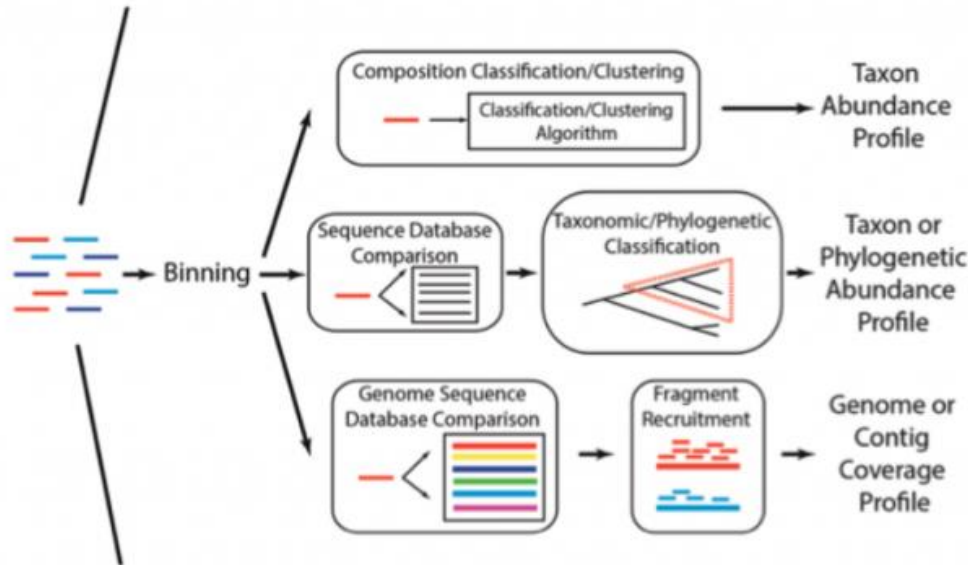 Composition Classification/Clustering
Classification/Clustering
Algorithm
Taxon
Abundance
Profile
Binning
Sequence Database
Comparison
Taxonomic/Phylogenetic
Classification
Taxon or
Phylogenetic
Abundance
Profile
Genome Sequence
Database Comparison
Fragment
Recruitment
Genome or
Contig
Coverage
Profile